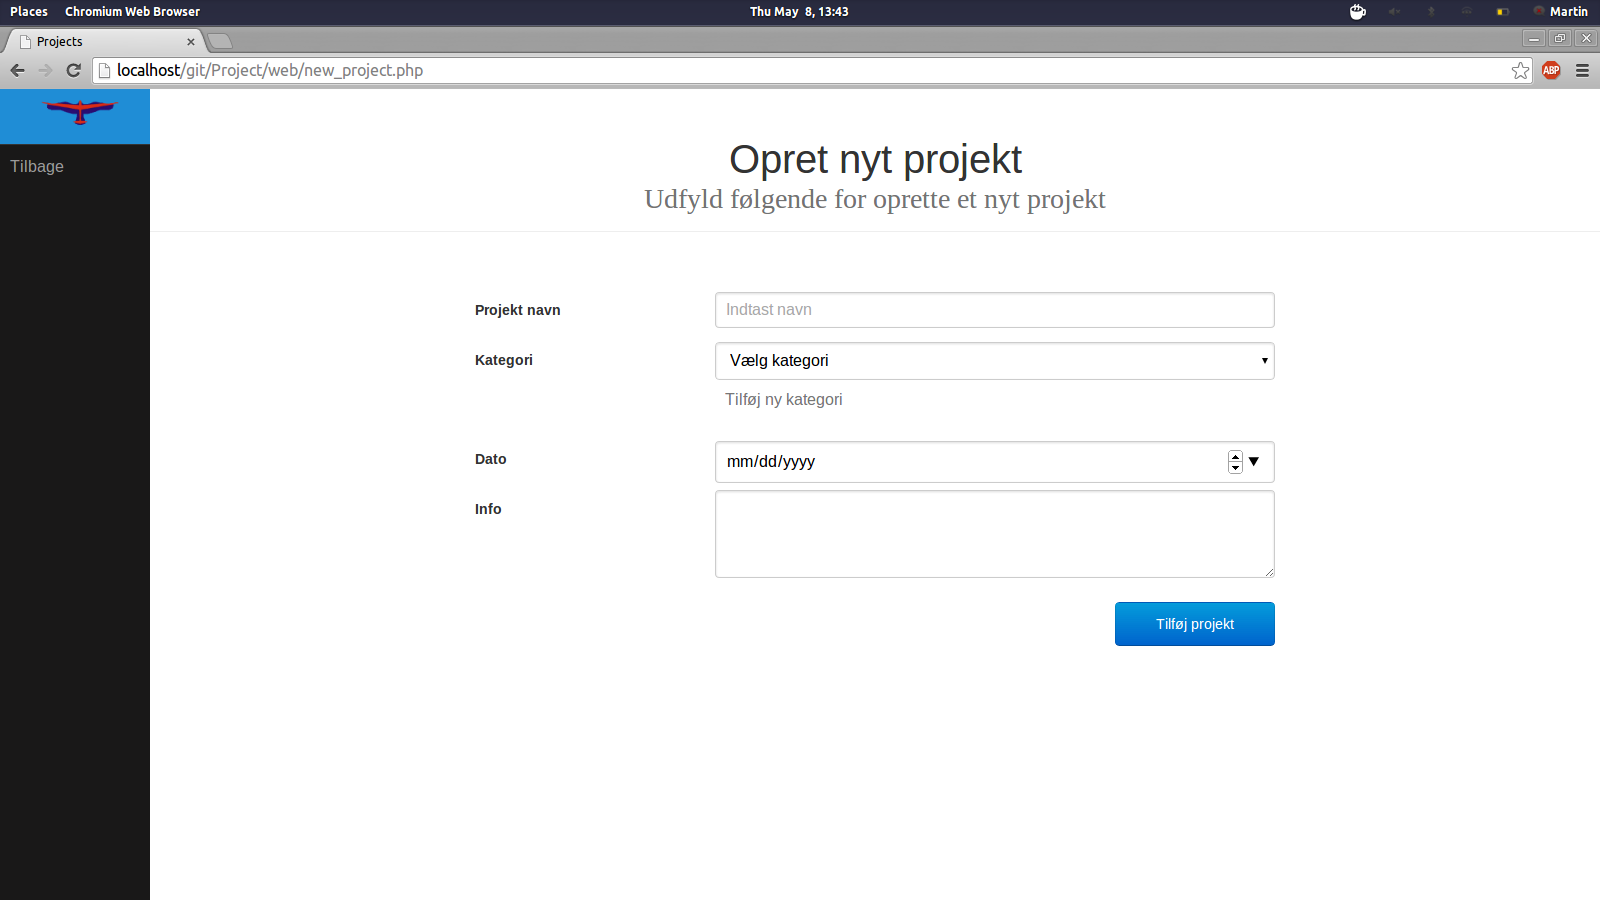 Places Chromium Web Browser Thu May 8, 13:43 Martin
Projects
localhost/git/Project/web/new_project.php ABP
Tilbage
Opret nyt projekt
Udfyld følgende for oprette et nyt projekt
Projekt navn Indtast navn
Kategori Vælg kategori
Tilføj ny kategori
Dato mm/dd/yyyy
Info
Tilføj projekt